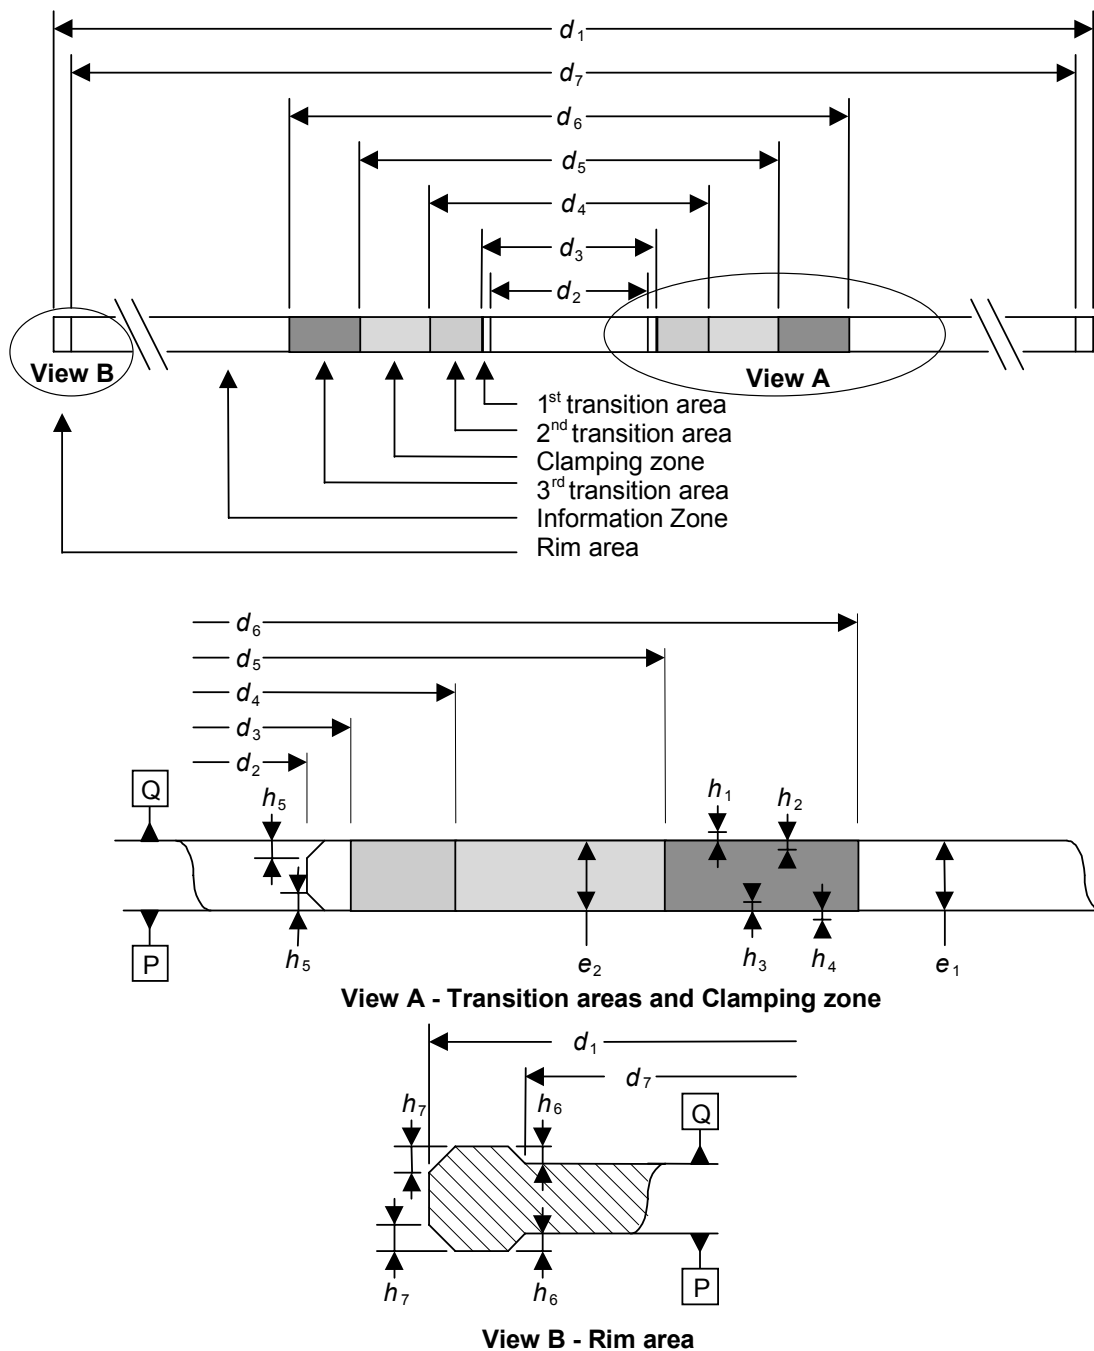 d1
d7
d6
d5
d4
d3
d2
View B
View A
1st transition area
2nd transition area
Clamping zone
3rd transition area
Information Zone
Rim area
d6
d5
d4
d3
d2
Q
h5
h1
h2
P
h5
e2
h3
h4
e1
View A - Transition areas and Clamping zone
d1
d7
h7
h6
Q
h7
h6
P
View B - Rim area